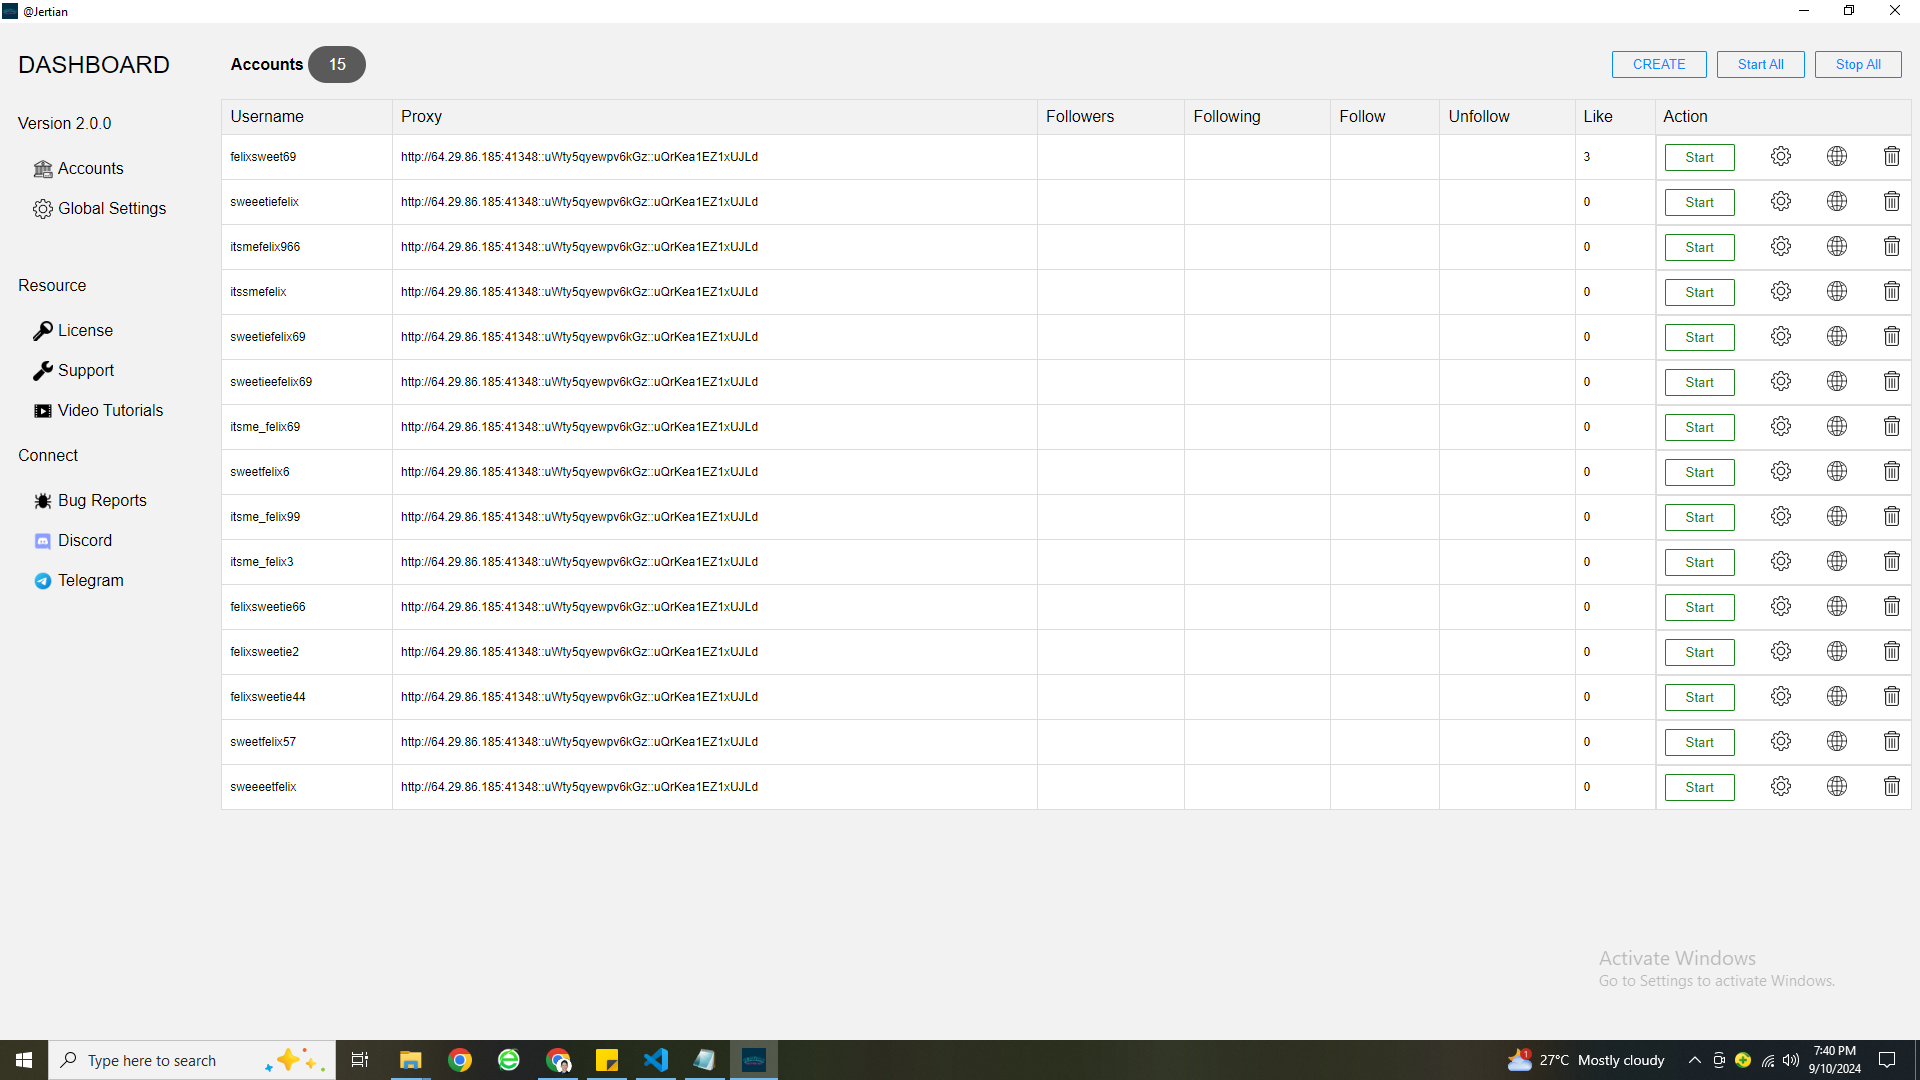 @Jertian
DASHBOARD
Version 2.0.0
Accounts
Global Settings
Resource
License
Support
Video Tutorials
Connect
Bug Reports
Discord
Telegram
Accounts 15 CREATE Start All Stop All
Username Proxy Followers Following Follow Unfollow Like Action
felixsweet69 http://64.29.86.185:41348::uWty5qyewpv6kGz::uQrKea1EZ1xUJLd 3 Start
sweeetiefelix http://64.29.86.185:41348::uWty5qyewpv6kGz::uQrKea1EZ1xUJLd 0 Start
itsmefelix966 http://64.29.86.185:41348::uWty5qyewpv6kGz::uQrKea1EZ1xUJLd 0 Start
itssmefelix http://64.29.86.185:41348::uWty5qyewpv6kGz::uQrKea1EZ1xUJLd 0 Start
sweetiefelix69 http://64.29.86.185:41348::uWty5qyewpv6kGz::uQrKea1EZ1xUJLd 0 Start
sweetieefelix69 http://64.29.86.185:41348::uWty5qyewpv6kGz::uQrKea1EZ1xUJLd 0 Start
itsme_felix69 http://64.29.86.185:41348::uWty5qyewpv6kGz::uQrKea1EZ1xUJLd 0 Start
sweetfelix6 http://64.29.86.185:41348::uWty5qyewpv6kGz::uQrKea1EZ1xUJLd 0 Start
itsme_felix99 http://64.29.86.185:41348::uWty5qyewpv6kGz::uQrKea1EZ1xUJLd 0 Start
itsme_felix3 http://64.29.86.185:41348::uWty5qyewpv6kGz::uQrKea1EZ1xUJLd 0 Start
felixsweetie66 http://64.29.86.185:41348::uWty5qyewpv6kGz::uQrKea1EZ1xUJLd 0 Start
felixsweetie2 http://64.29.86.185:41348::uWty5qyewpv6kGz::uQrKea1EZ1xUJLd 0 Start
felixsweetie44 http://64.29.86.185:41348::uWty5qyewpv6kGz::uQrKea1EZ1xUJLd 0 Start
sweetfelix57 http://64.29.86.185:41348::uWty5qyewpv6kGz::uQrKea1EZ1xUJLd 0 Start
sweeeetfelix http://64.29.86.185:41348::uWty5qyewpv6kGz::uQrKea1EZ1xUJLd 0 Start
Activate Windows
Go to Settings to activate Windows.
Type here to search
1
27°C Mostly cloudy
7:40 PM
9/10/2024